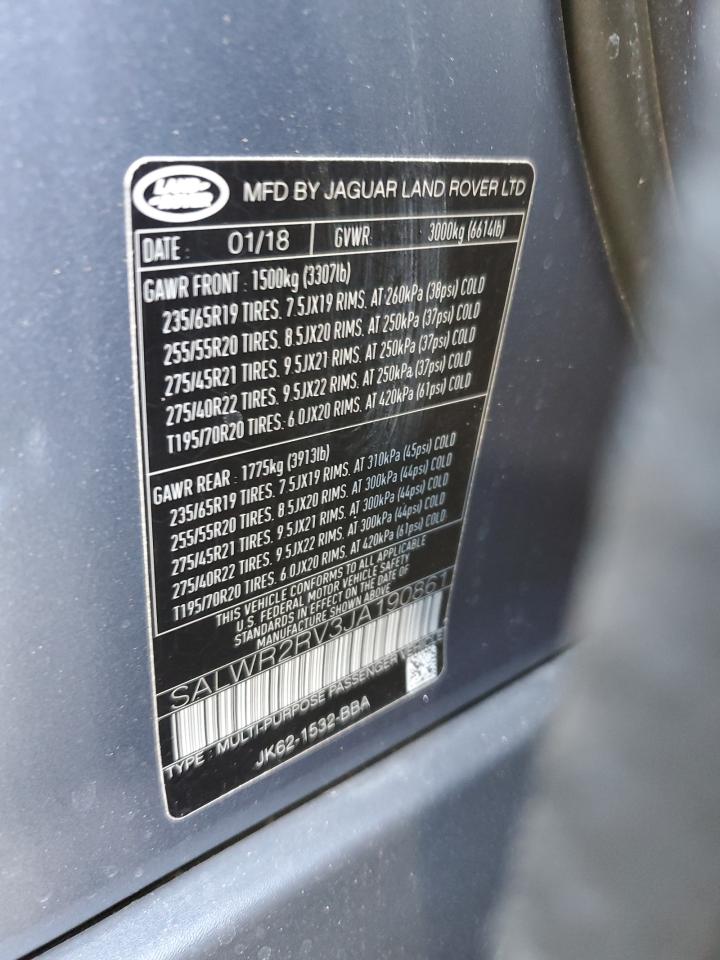 LAND ROVER MFD BY JAGUAR LAND ROVER LTD
DATE : 01/18 GVWR 3000kg (6614lb)
GAWR FRONT : 1500kg (3307lb)
235/65R19 TIRES. 7.5JX19 RIMS. AT 260kPa (38psi) COLD
255/55R20 TIRES. 8.5JX20 RIMS. AT 250kPa (37psi) COLD
275/45R21 TIRES. 9.5JX21 RIMS. AT 250kPa (37psi) COLD
275/40R22 TIRES. 9.5JX22 RIMS. AT 250kPa (37psi) COLD
T195/70R20 TIRES. 6.0JX20 RIMS. AT 420kPa (61psi) COLD
GAWR REAR : 1775kg (3913lb)
235/65R19 TIRES. 7.5JX19 RIMS. AT 310kPa (45psi) COLD
255/55R20 TIRES. 8.5JX20 RIMS. AT 300kPa (44psi) COLD
275/45R21 TIRES. 9.5JX21 RIMS. AT 300kPa (44psi) COLD
275/40R22 TIRES. 9.5JX22 RIMS. AT 300kPa (44psi) COLD
T195/70R20 TIRES. 6.0JX20 RIMS. AT 420kPa (61psi) COLD
THIS VEHICLE CONFORMS TO ALL APPLICABLE
U.S. FEDERAL MOTOR VEHICLE SAFETY
STANDARDS IN EFFECT ON THE DATE OF
MANUFACTURE SHOWN ABOVE
SALWR2RV3JA190861
TYPE : MULTI-PURPOSE PASSENGER VEHICLE
JK62-1532-BBA